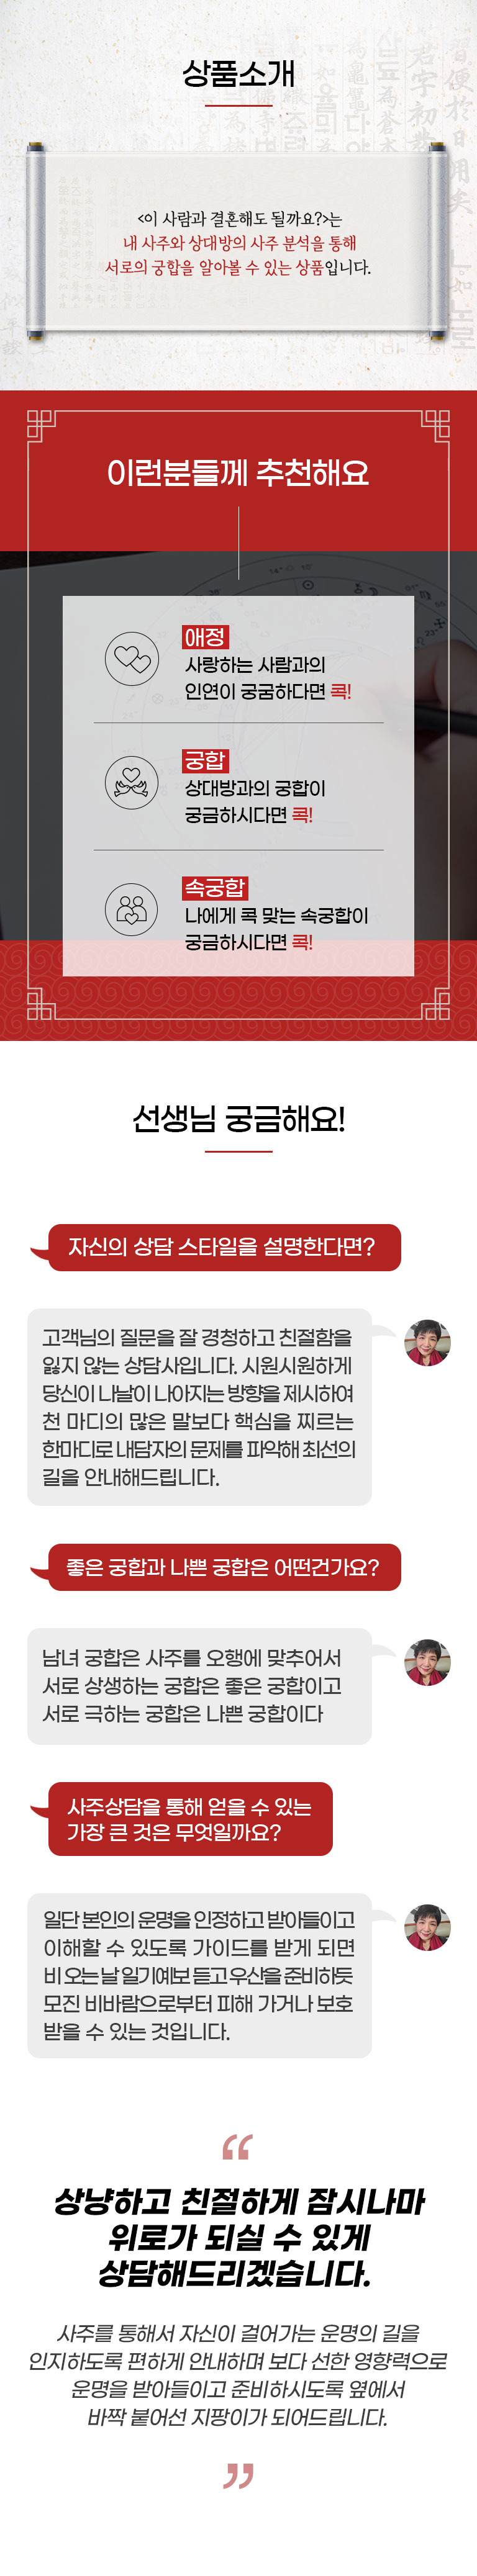 상품소개
<이 사람과 결혼해도 될까요?>는
내 사주와 상대방의 사주 분석을 통해
서로의 궁합을 알아볼 수 있는 상품입니다.
이런분들께 추천해요
애정
사랑하는 사람과의
인연이 궁굼하다면 콕!
궁합
상대방과의 궁합이
궁금하시다면 콕!
속궁합
나에게 콕 맞는 속궁합이
궁금하시다면 콕!
선생님 궁금해요!
자신의 상담 스타일을 설명한다면?
고객님의 질문을 잘 경청하고 친절함을
잃지 않는 상담사입니다. 시원시원하게
당신이 나날이 나아지는 방향을 제시하여
천 마디의 많은 말보다 핵심을 찌르는
한마디로 내담자의 문제를 파악해 최선의
길을 안내해드립니다.
좋은 궁합과 나쁜 궁합은 어떤건가요?
남녀 궁합은 사주를 오행에 맞추어서
서로 상생하는 궁합은 좋은 궁합이고
서로 극하는 궁합은 나쁜 궁합이다
사주상담을 통해 얻을 수 있는
가장 큰 것은 무엇일까요?
일단 본인의 운명을 인정하고 받아들이고
이해할 수 있도록 가이드를 받게 되면
비 오는 날 일기예보 듣고 우산을 준비하듯
모진 비바람으로부터 피해 가거나 보호
받을 수 있는 것입니다.
“
상냥하고 친절하게 잠시나마
위로가 되실 수 있게
상담해드리겠습니다.
사주를 통해서 자신이 걸어가는 운명의 길을
인지하도록 편하게 안내하며 보다 선한 영향력으로
운명을 받아들이고 준비하시도록 옆에서
바짝 붙어선 지팡이가 되어드립니다.
”